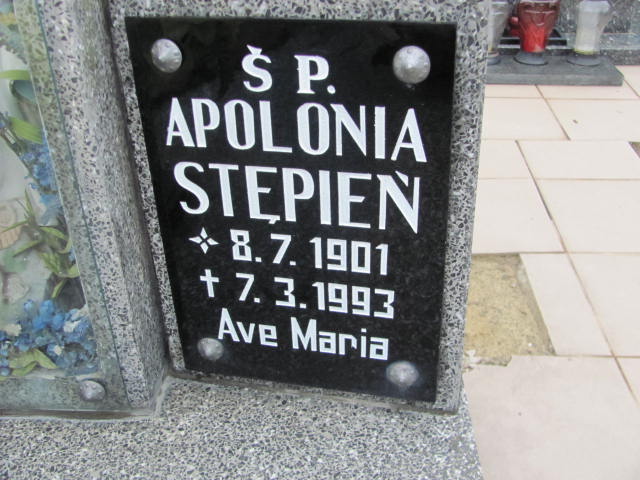 Ś P.
APOLONIA
STĘPIEŃ
✧ 8. 7. 1901
† 7. 3. 1993
Ave Maria